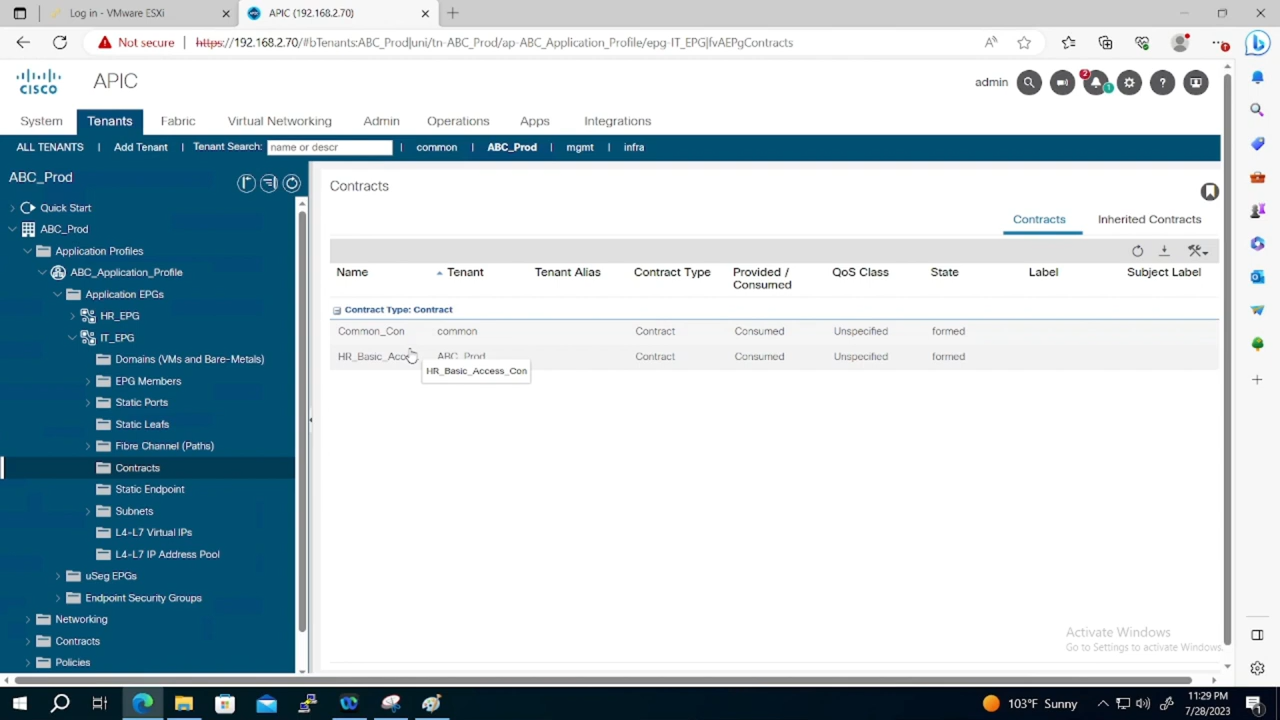 Log in - VMware ESXi
APIC (192.168.2.70)
Not secure
https://192.168.2.70/#bTenants:ABC_Prod|uni/tn-ABC_Prod/ap-ABC_Application_Profile/epg-IT_EPG|fvAEPgContracts
CISCO
APIC
admin
2
1
System
Tenants
Fabric
Virtual Networking
Admin
Operations
Apps
Integrations
ALL TENANTS | Add Tenant | Tenant Search: name or descr | common | ABC_Prod | mgmt | infra
ABC_Prod
Quick Start
ABC_Prod
Application Profiles
ABC_Application_Profile
Application EPGs
HR_EPG
IT_EPG
Domains (VMs and Bare-Metals)
EPG Members
Static Ports
Static Leafs
Fibre Channel (Paths)
Contracts
Static Endpoint
Subnets
L4-L7 Virtual IPs
L4-L7 IP Address Pool
uSeg EPGs
Endpoint Security Groups
Networking
Contracts
Policies
Contracts
Contracts
Inherited Contracts
Name Tenant Tenant Alias Contract Type Provided / Consumed QoS Class State Label Subject Label
Contract Type: Contract
Common_Con common Contract Consumed Unspecified formed
HR_Basic_Acc ABC_Prod Contract Consumed Unspecified formed
HR_Basic_Access_Con
Activate Windows
Go to Settings to activate Windows.
103°F Sunny
11:29 PM
7/28/2023
1